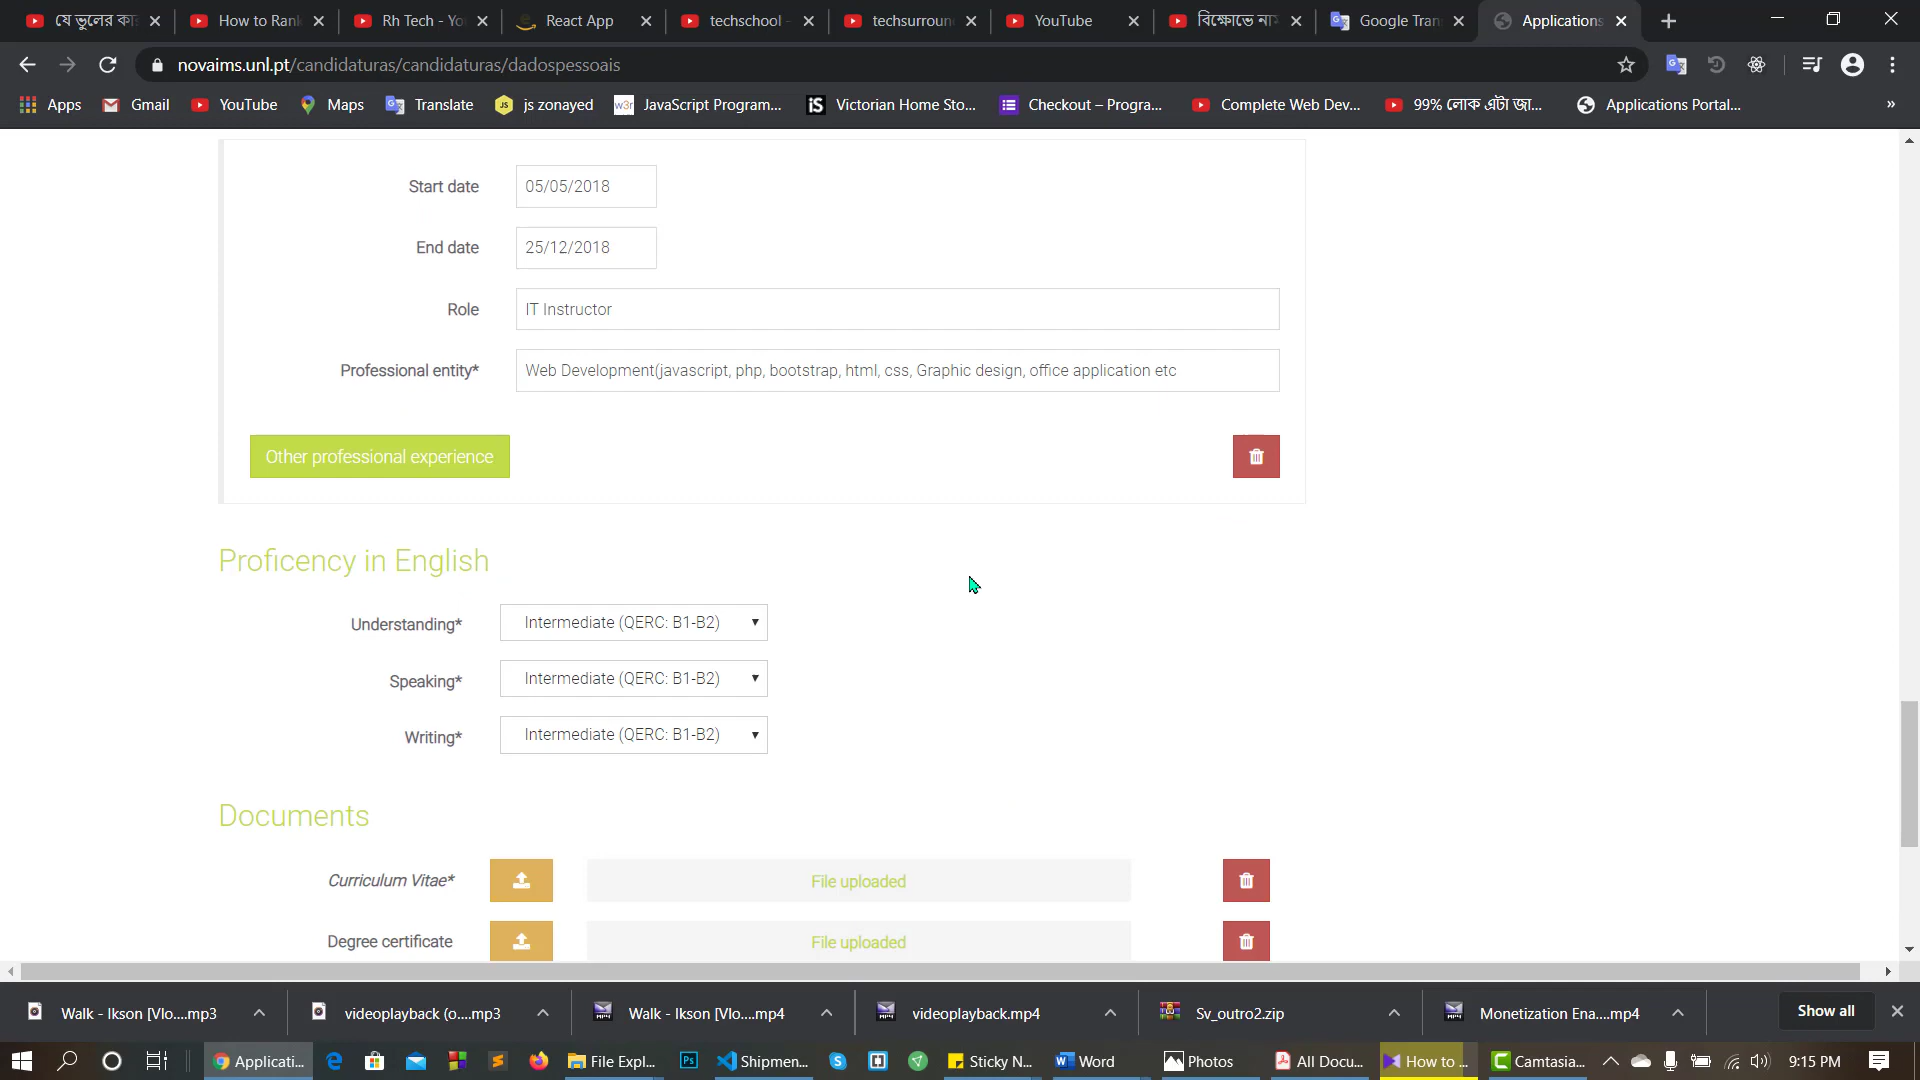 যে ভুলের কা
How to Rank
Rh Tech - Yo
React App
techschool -
techsurroun
YouTube
বিক্ষোভে না
Google Tran
Applications
novaims.unl.pt/candidaturas/candidaturas/dadospessoais
Apps
Gmail
YouTube
Maps
Translate
js zonayed
JavaScript Program...
Victorian Home Sto...
Checkout – Progra...
Complete Web Dev...
99% লোক এটা জা...
Applications Portal...
»
Start date
05/05/2018
End date
25/12/2018
Role
IT Instructor
Professional entity*
Web Development(javascript, php, bootstrap, html, css, Graphic design, office application etc
Other professional experience
Proficency in English
Understanding*
Intermediate (QERC: B1-B2)
Speaking*
Intermediate (QERC: B1-B2)
Writing*
Intermediate (QERC: B1-B2)
Documents
Curriculum Vitae*
File uploaded
Degree certificate
File uploaded
Walk - Ikson [Vlo....mp3
videoplayback (o....mp3
Walk - Ikson [Vlo....mp4
videoplayback.mp4
Sv_outro2.zip
Monetization Ena....mp4
Show all
Applicati...
File Expl...
Shipmen...
Sticky N...
Word
Photos
All Docu...
How to ...
Camtasia...
9:15 PM